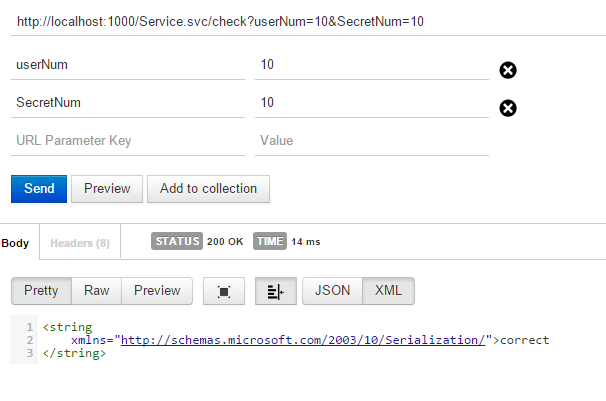 http://localhost:1000/Service.svc/check?userNum=10&SecretNum=10
userNum 10
SecretNum 10
URL Parameter Key Value
Send Preview Add to collection
Body Headers (8) STATUS 200 OK TIME 14 ms
Pretty Raw Preview JSON XML
1 <string
2 xmlns="http://schemas.microsoft.com/2003/10/Serialization/">correct
3 </string>